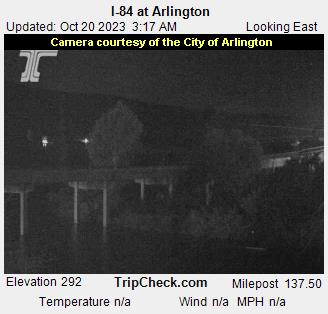 I-84 at Arlington
Updated: Oct 20 2023 3:17 AM Looking East
Camera courtesy of the City of Arlington
Elevation 292 TripCheck.com Milepost 137.50
Temperature n/a Wind n/a MPH n/a